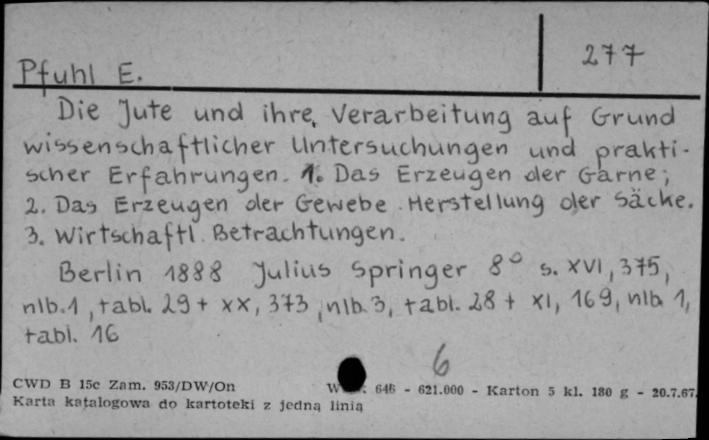 277
Pfuhl E.
Die Jute und ihre Verarbeitung auf Grund
wissenschaftlicher Untersuchungen und prakti-
scher Erfahrungen. 1. Das Erzeugen der Garne;
2. Das Erzeugen der Gewebe. Herstellung der Säcke.
3. Wirtschaftl. Betrachtungen.
Berlin 1888 Julius Springer 8° s. XVI, 375,
nlb. 1, tabl. 29 + XX, 373, nlb. 3, tabl. 28 + XI, 169, nlb. 1,
tabl. 16
6
CWD B 15c Zam. 953/DW/On 646 - 621.000 - Karton 5 kl. 180 g - 20.7.67.
Karta katalogowa do kartoteki z jedną linią